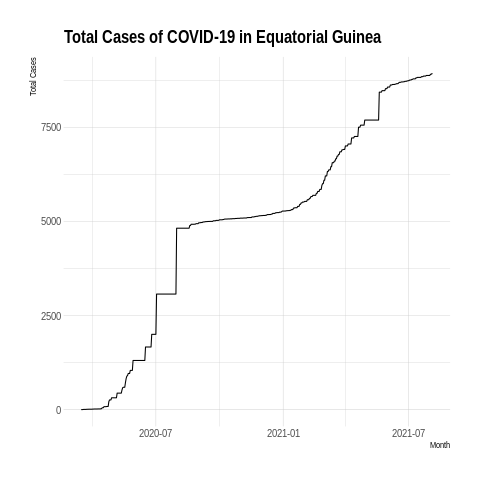 Total Cases of COVID-19 in Equatorial Guinea
Total Cases
7500
5000
2500
0
2020-07 2021-01 2021-07
Month